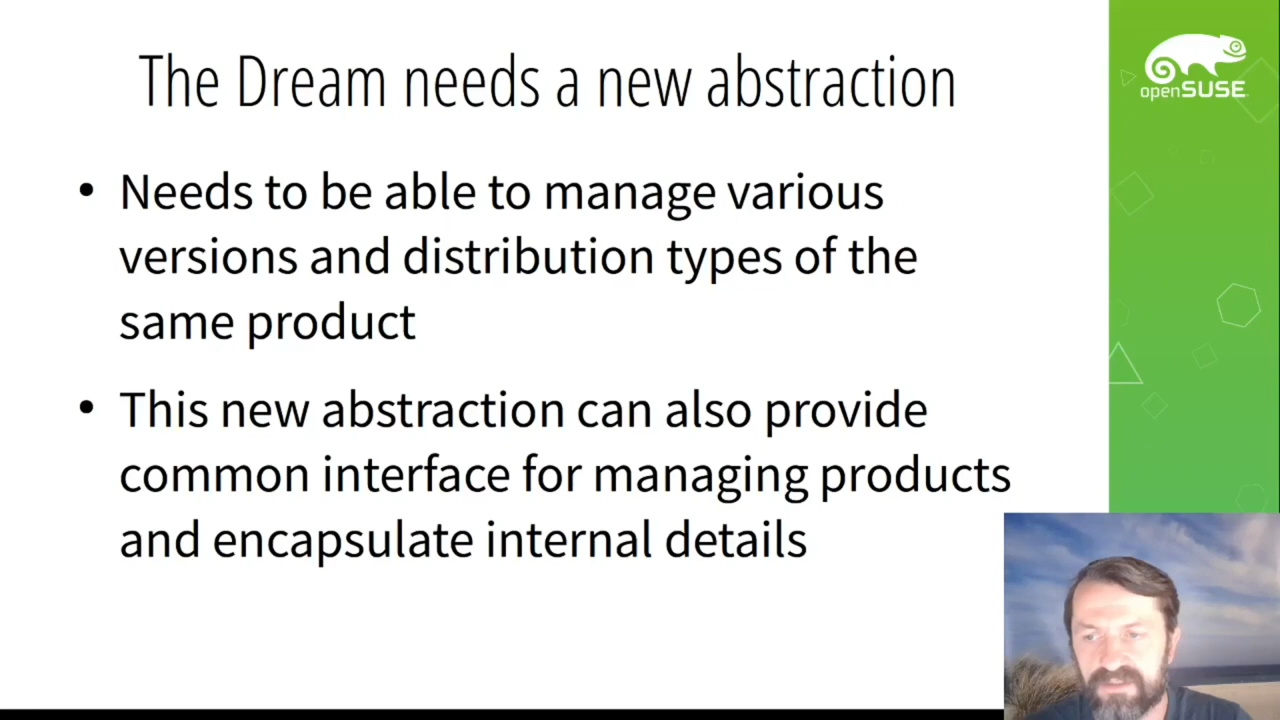 The Dream needs a new abstraction
openSUSE
• Needs to be able to manage various
versions and distribution types of the
same product
• This new abstraction can also provide
common interface for managing products
and encapsulate internal details